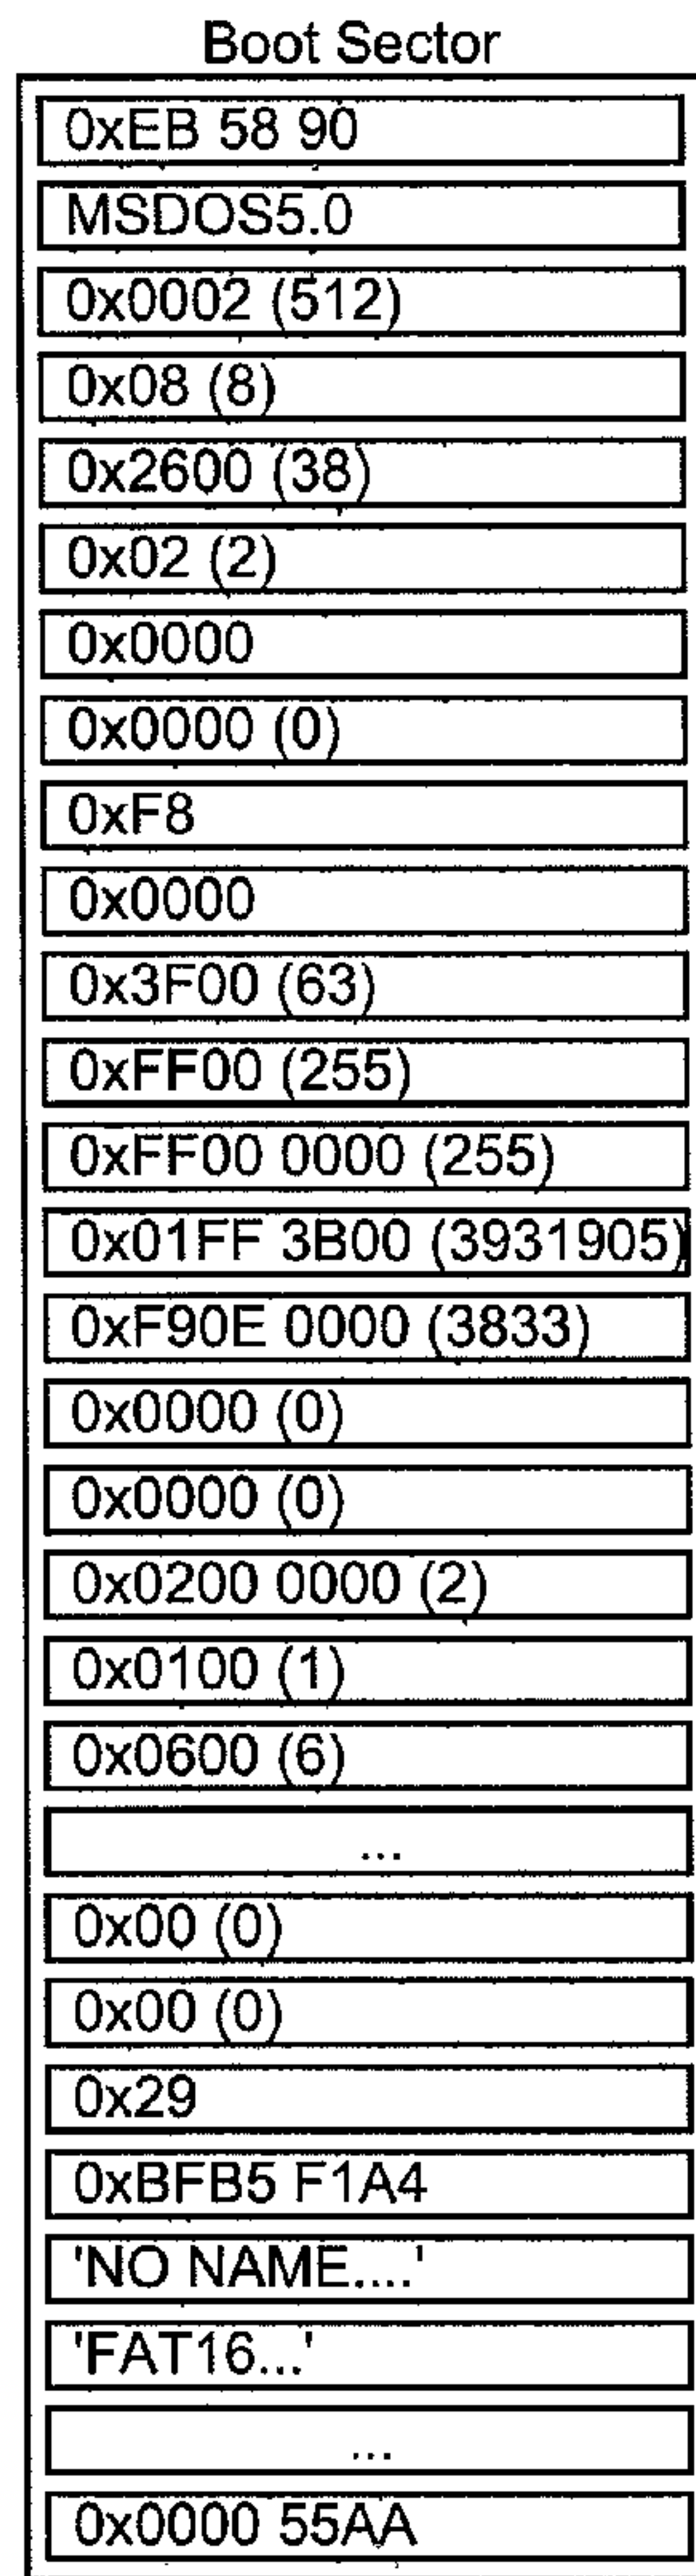 Boot Sector
0xEB 58 90
MSDOS5.0
0x0002 (512)
0x08 (8)
0x2600 (38)
0x02 (2)
0x0000
0x0000 (0)
0xF8
0x0000
0x3F00 (63)
0xFF00 (255)
0xFF00 0000 (255)
0x01FF 3B00 (3931905)
0xF90E 0000 (3833)
0x0000 (0)
0x0000 (0)
0x0200 0000 (2)
0x0100 (1)
0x0600 (6)
...
0x00 (0)
0x00 (0)
0x29
0xBFB5 F1A4
'NO NAME....'
'FAT16...'
...
0x0000 55AA